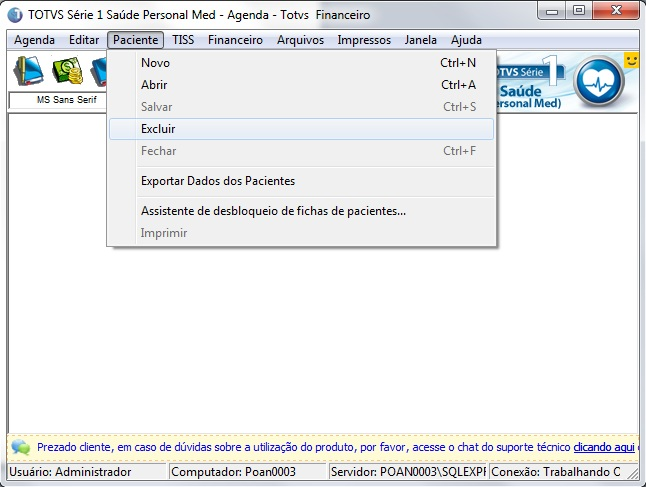 TOTVS Série 1 Saúde Personal Med - Agenda - Totvs  Financeiro
Agenda Editar Paciente TISS Financeiro Arquivos Impressos Janela Ajuda
Novo Ctrl+N
Abrir Ctrl+A
Salvar Ctrl+S
Excluir
Fechar Ctrl+F
Exportar Dados dos Pacientes
Assistente de desbloqueio de fichas de pacientes...
Imprimir
MS Sans Serif
OTVS Série 1
Saúde
Personal Med)
Prezado cliente, em caso de dúvidas sobre a utilização do produto, por favor, acesse o chat do suporte técnico clicando aqui
Usuário: Administrador Computador: Poan0003 Servidor: POAN0003\SQLEXPR Conexão: Trabalhando O